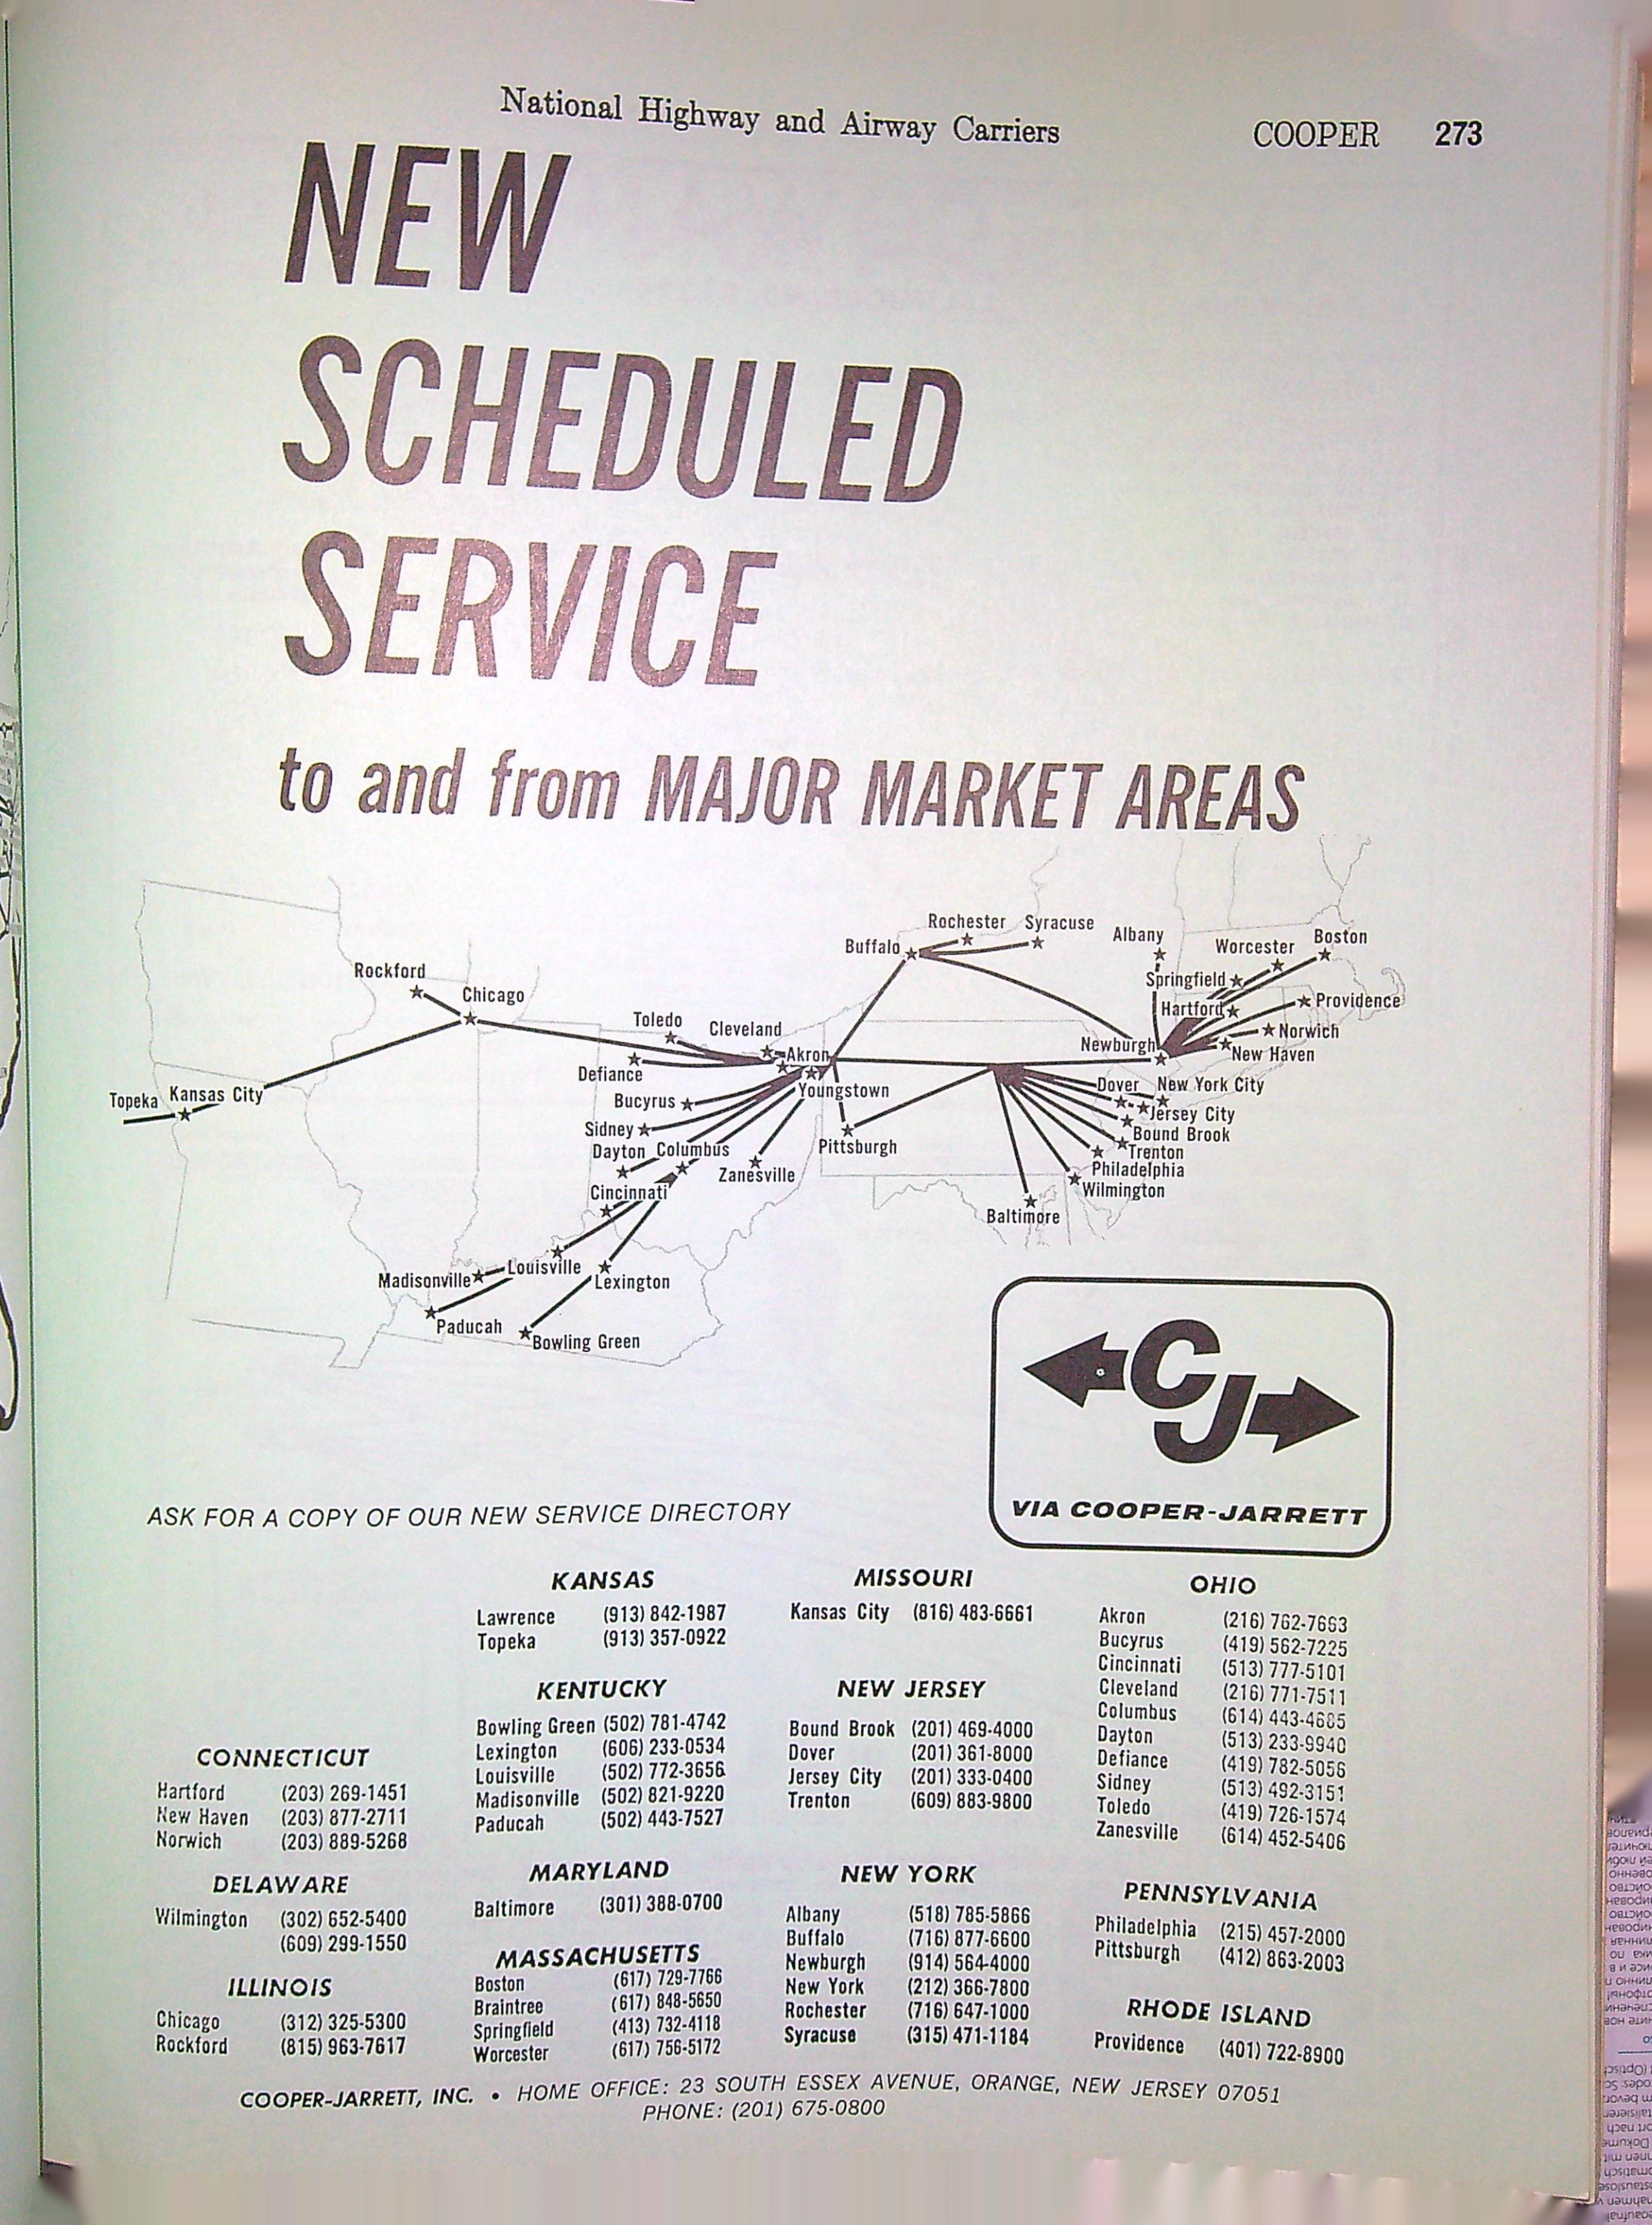 National Highway and Airway Carriers COOPER 273
NEW
SCHEDULED
SERVICE
to and from MAJOR MARKET AREAS
Rochester Syracuse
Buffalo
Albany
Worcester Boston
Springfield
Rockford
Chicago
Hartford
Providence
Toledo Cleveland
Norwich
Newburgh
New Haven
Akron
Defiance
Youngstown
Dover New York City
Topeka Kansas City
Bucyrus
Jersey City
Sidney
Bound Brook
Dayton Columbus
Zanesville
Pittsburgh
Trenton
Philadelphia
Cincinnati
Wilmington
Baltimore
Louisville
Madisonville
Lexington
Paducah
Bowling Green
CJ
VIA COOPER-JARRETT
ASK FOR A COPY OF OUR NEW SERVICE DIRECTORY
CONNECTICUT
Hartford (203) 269-1451
New Haven (203) 877-2711
Norwich (203) 889-5268
DELAWARE
Wilmington (302) 652-5400
(609) 299-1550
ILLINOIS
Chicago (312) 325-5300
Rockford (815) 963-7617
KANSAS
Lawrence (913) 842-1987
Topeka (913) 357-0922
KENTUCKY
Bowling Green (502) 781-4742
Lexington (606) 233-0534
Louisville (502) 772-3656
Madisonville (502) 821-9220
Paducah (502) 443-7527
MARYLAND
Baltimore (301) 388-0700
MASSACHUSETTS
Boston (617) 729-7766
Braintree (617) 848-5650
Springfield (413) 732-4118
Worcester (617) 756-5172
MISSOURI
Kansas City (816) 483-6661
NEW JERSEY
Bound Brook (201) 469-4000
Dover (201) 361-8000
Jersey City (201) 333-0400
Trenton (609) 883-9800
NEW YORK
Albany (518) 785-5866
Buffalo (716) 877-6600
Newburgh (914) 564-4000
New York (212) 366-7800
Rochester (716) 647-1000
Syracuse (315) 471-1184
OHIO
Akron (216) 762-7663
Bucyrus (419) 562-7225
Cincinnati (513) 777-5101
Cleveland (216) 771-7511
Columbus (614) 443-4685
Dayton (513) 233-9940
Defiance (419) 782-5056
Sidney (513) 492-3151
Toledo (419) 726-1574
Zanesville (614) 452-5406
PENNSYLVANIA
Philadelphia (215) 457-2000
Pittsburgh (412) 863-2003
RHODE ISLAND
Providence (401) 722-8900
COOPER-JARRETT, INC. • HOME OFFICE: 23 SOUTH ESSEX AVENUE, ORANGE, NEW JERSEY 07051
PHONE: (201) 675-0800